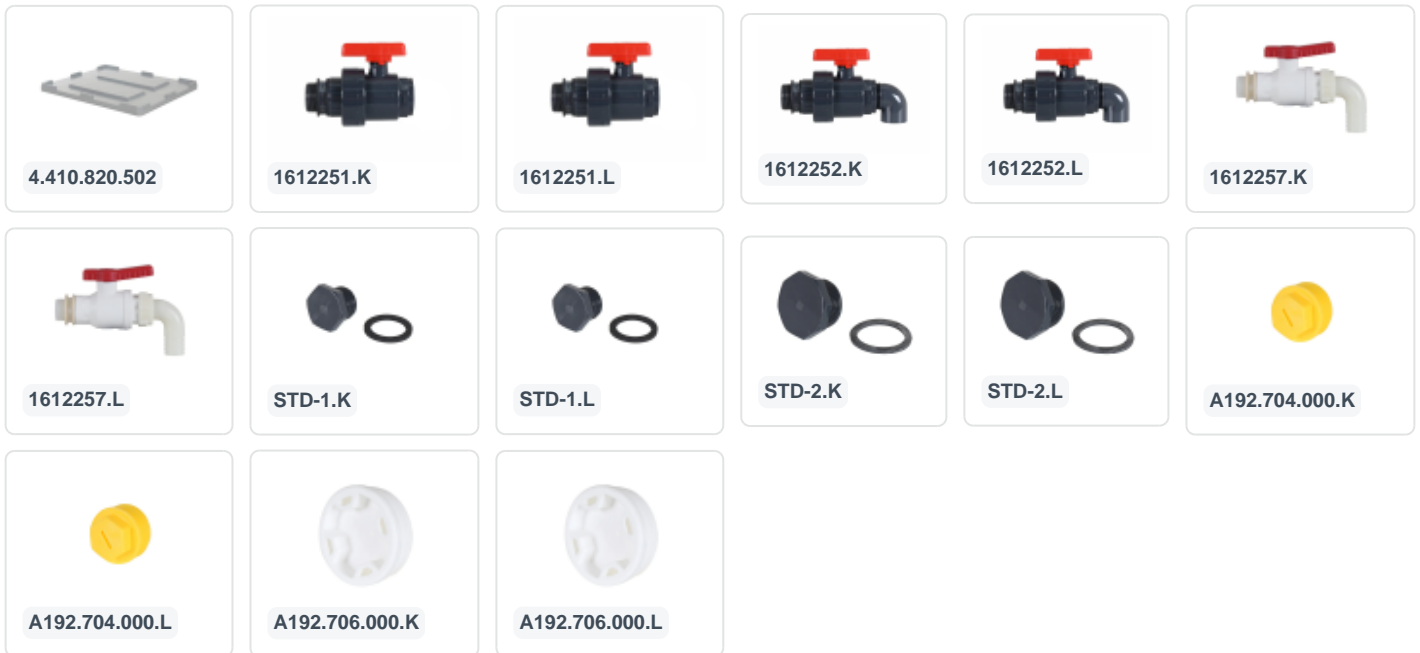 4.410.820.502
1612251.K
1612251.L
1612252.K
1612252.L
1612257.K
1612257.L
STD-1.K
STD-1.L
STD-2.K
STD-2.L
A192.704.000.K
A192.704.000.L
A192.706.000.K
A192.706.000.L